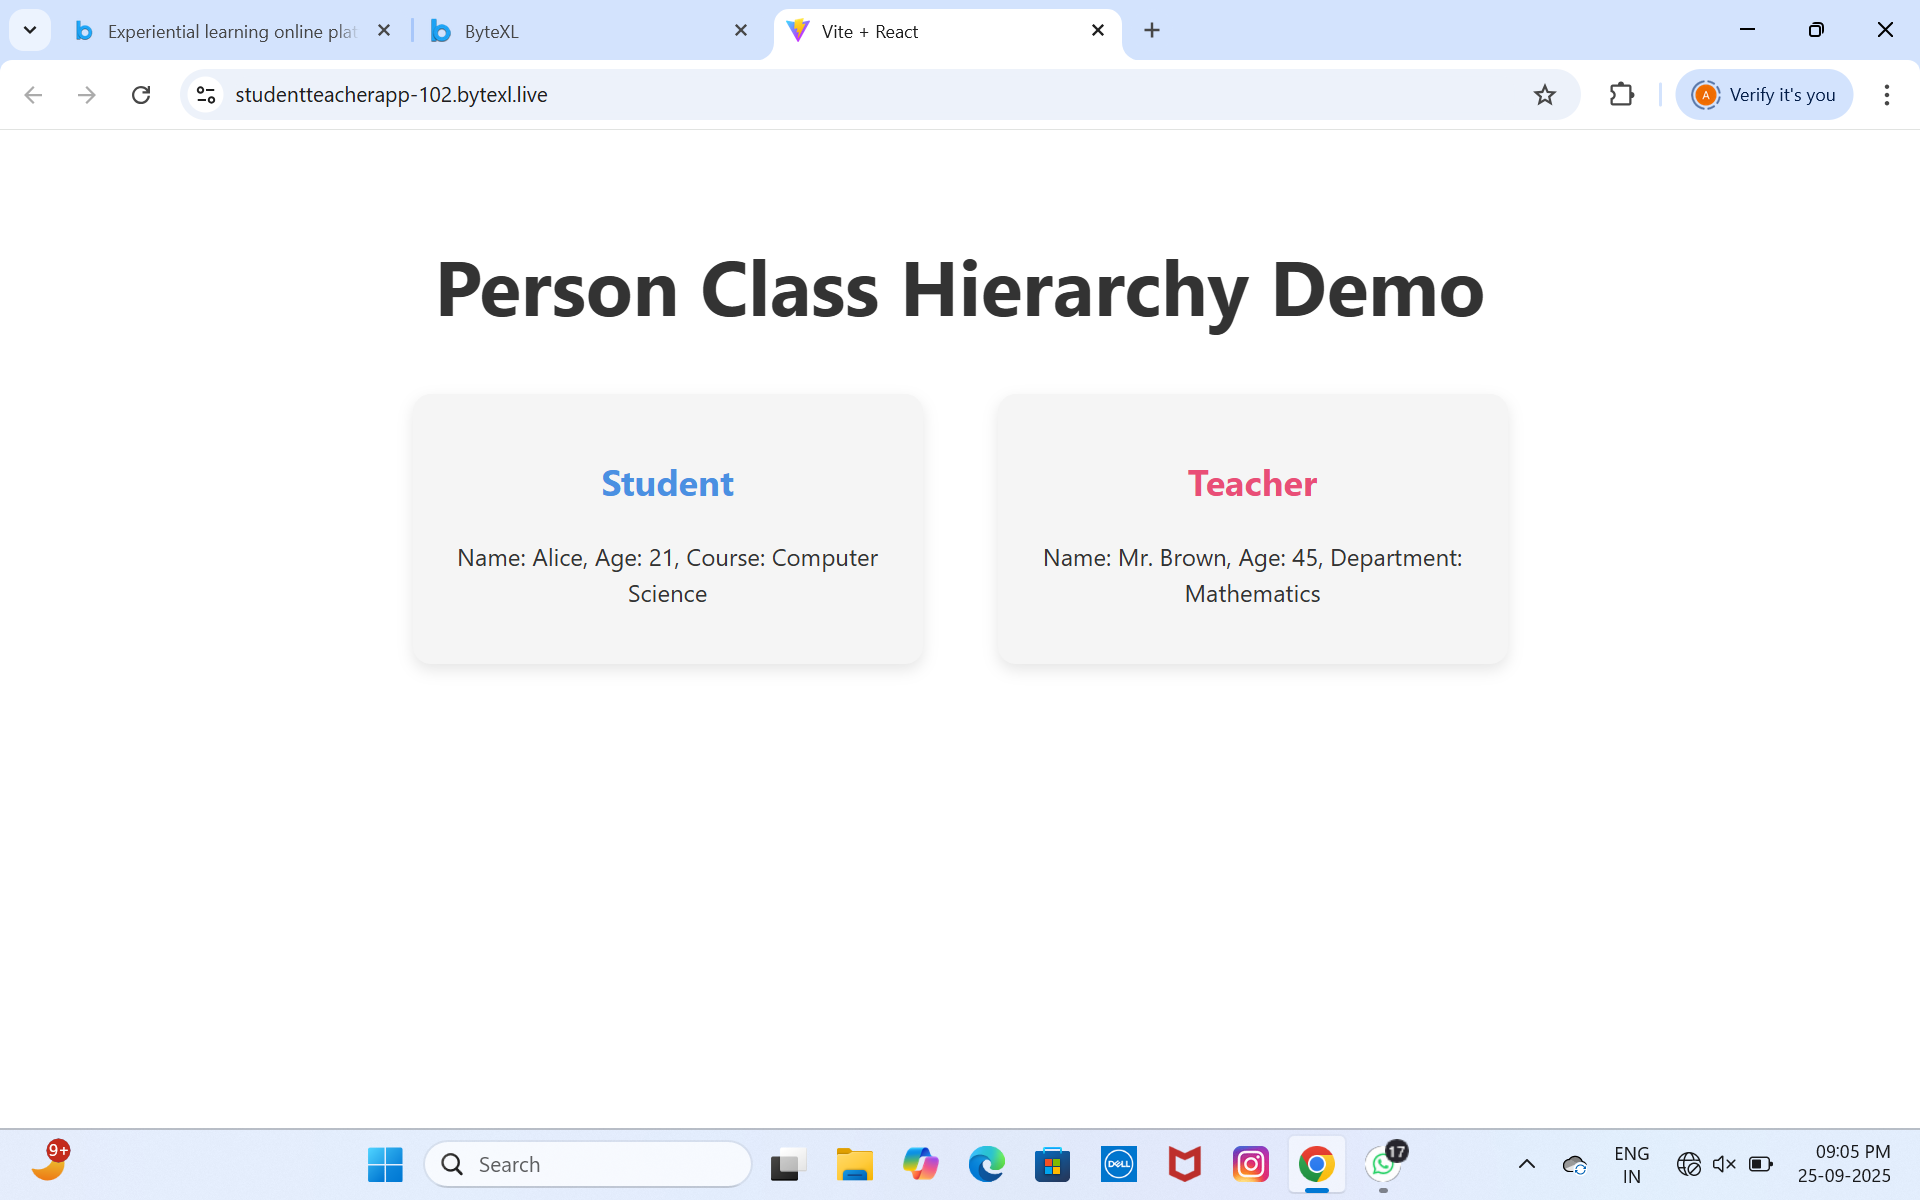 Experiential learning online plat
ByteXL
Vite + React
studentteacherapp-102.bytexl.live
A
Verify it's you
Person Class Hierarchy Demo
Student
Name: Alice, Age: 21, Course: Computer
Science
Teacher
Name: Mr. Brown, Age: 45, Department:
Mathematics
9+
Search
DELL
17
ENG
IN
09:05 PM
25-09-2025